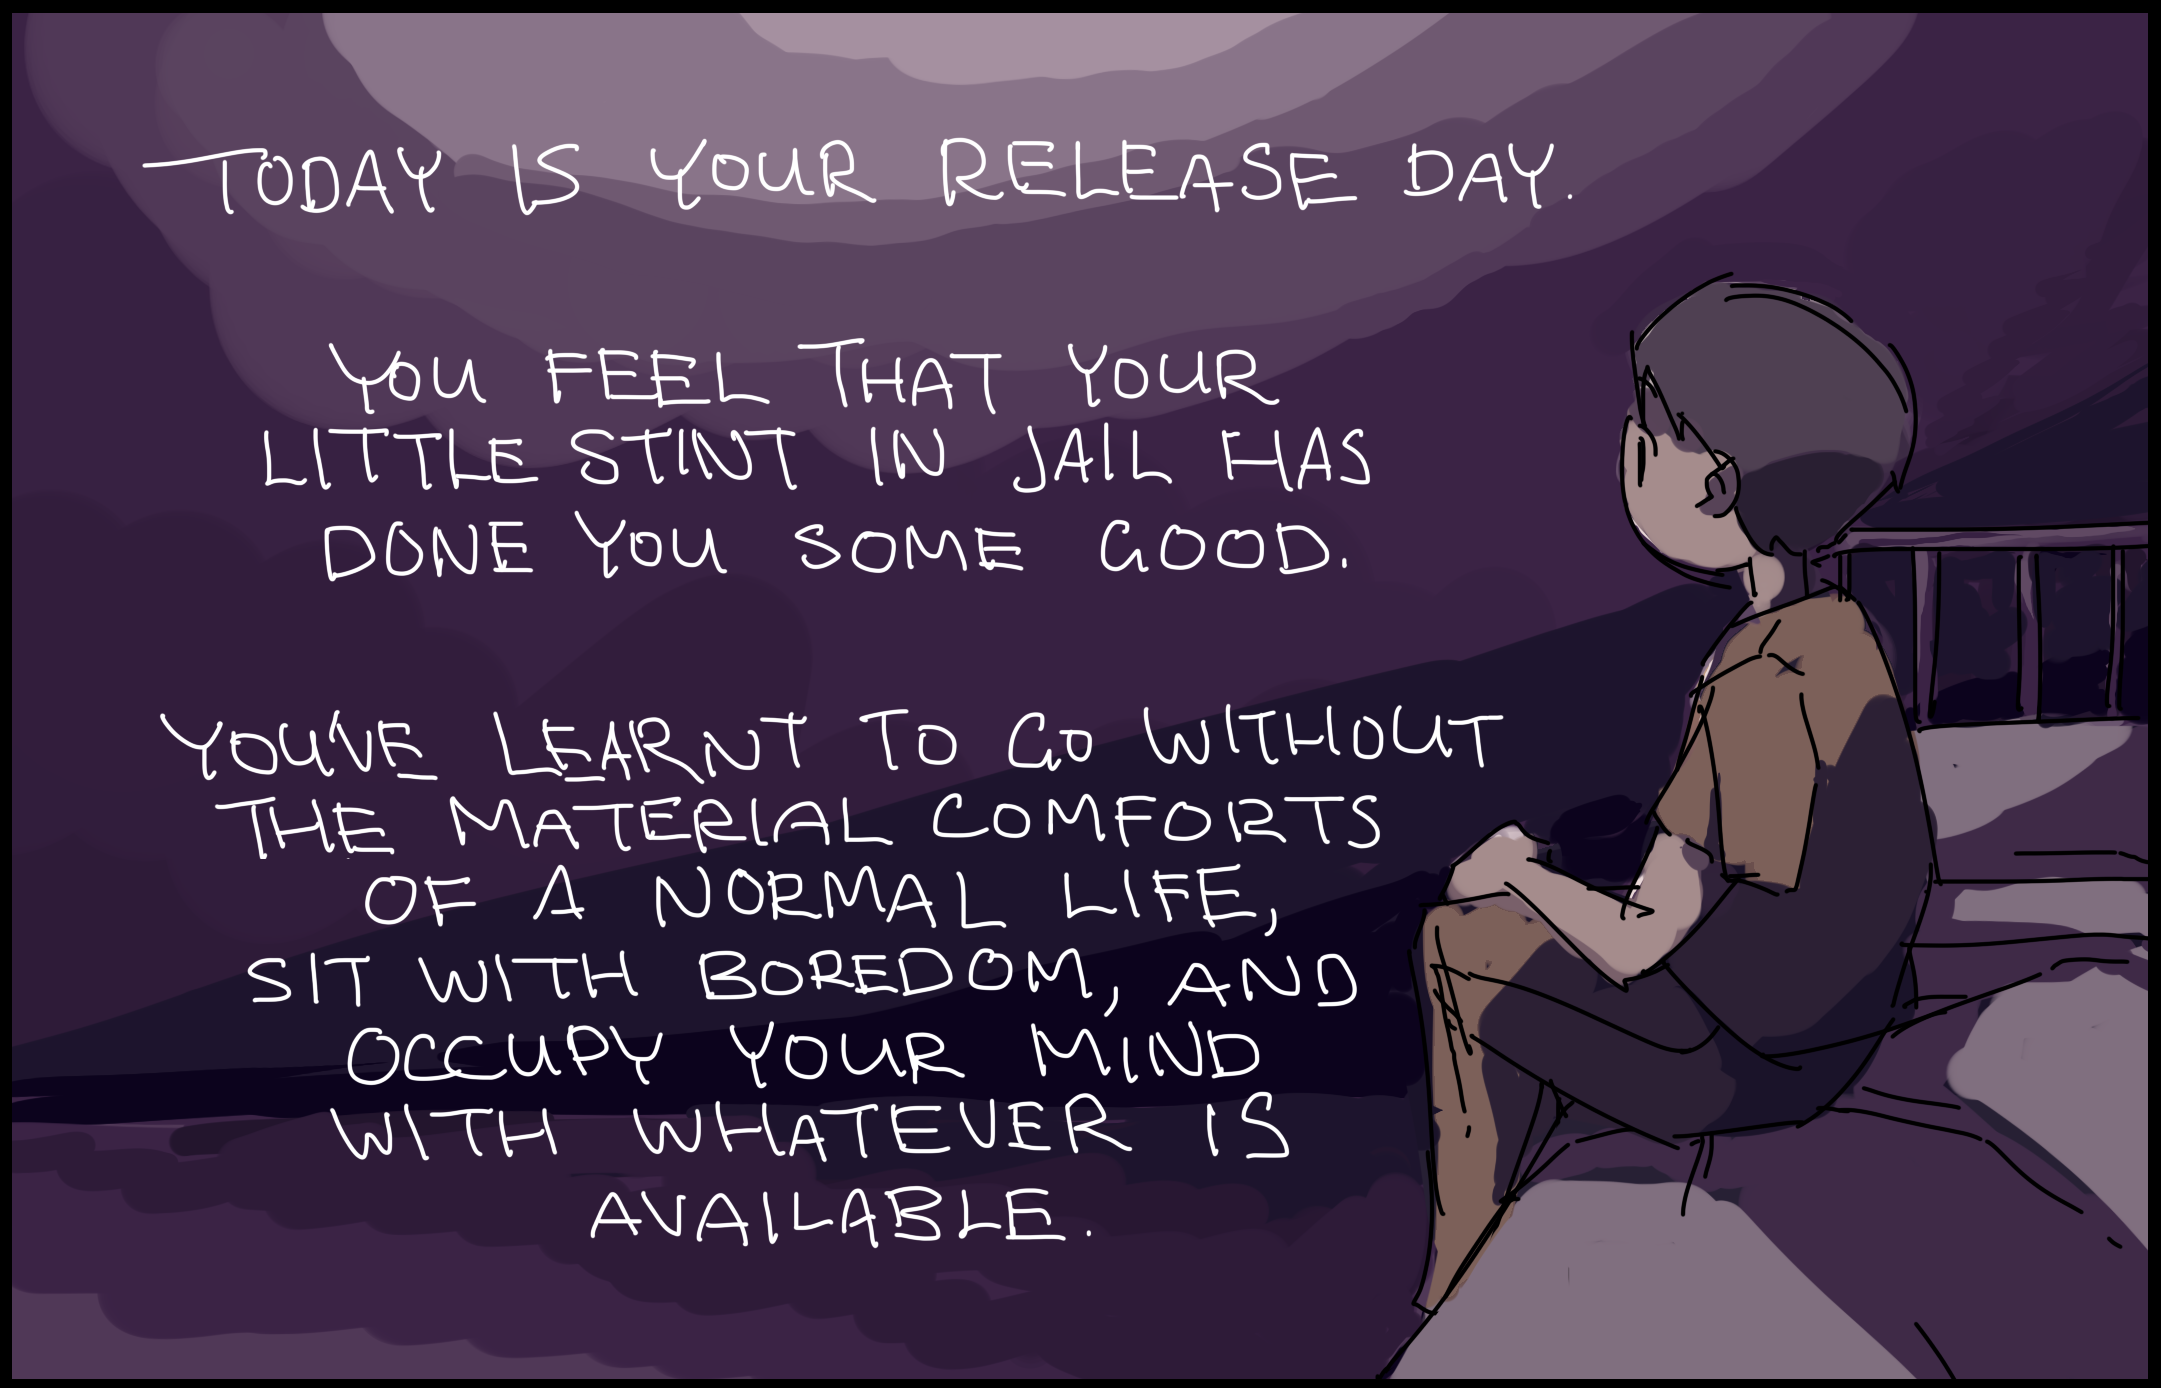 TODAY IS YOUR RELEASE DAY.
YOU FEEL THAT YOUR
LITTLE STINT IN JAIL HAS
DONE YOU SOME GOOD.
YOU'VE LEARNT TO GO WITHOUT
THE MATERIAL COMFORTS
OF A NORMAL LIFE,
SIT WITH BOREDOM, AND
OCCUPY YOUR MIND
WITH WHATEVER IS
AVAILABLE.